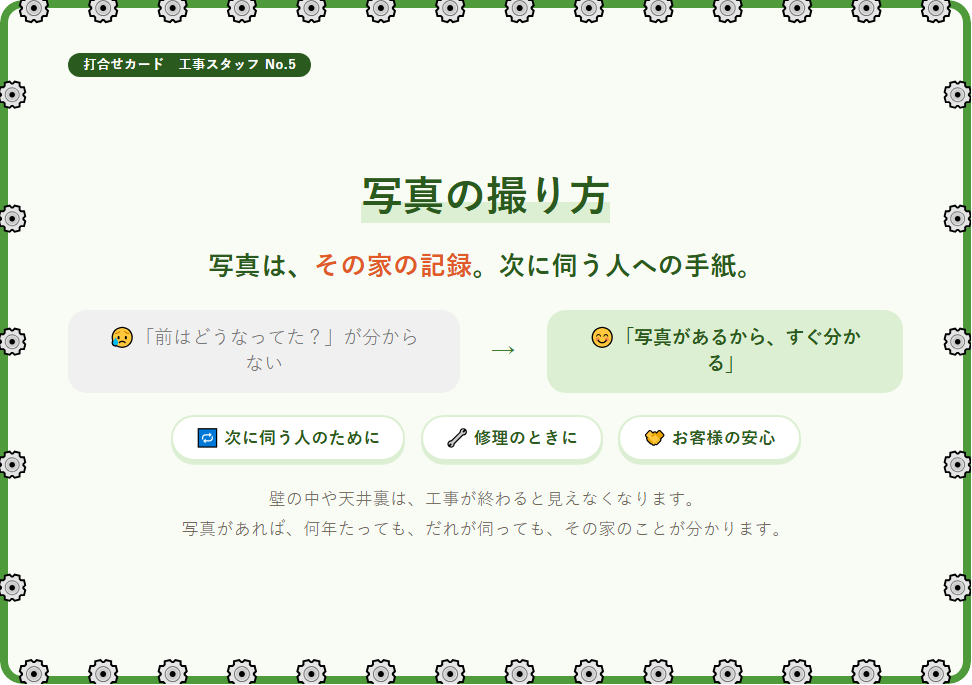 打合せカード　工事スタッフ No.5
写真の撮り方
写真は、その家の記録。次に伺う人への手紙。
😥「前はどうなってた？」が分から
ない
→
😊「写真があるから、すぐ分か
る」
🔁 次に伺う人のために
🔧 修理のときに
🤝 お客様の安心
壁の中や天井裏は、工事が終わると見えなくなります。
写真があれば、何年たっても、だれが伺っても、その家のことが分かります。